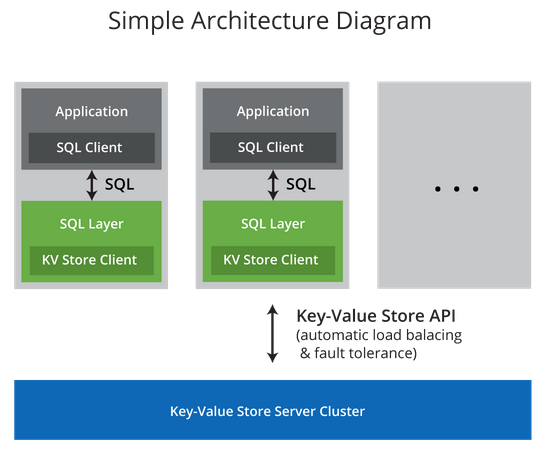 Simple Architecture Diagram
Application
SQL Client
SQL
SQL Layer
KV Store Client
Application
SQL Client
SQL
SQL Layer
KV Store Client
. . .
Key-Value Store API
(automatic load balacing
& fault tolerance)
Key-Value Store Server Cluster